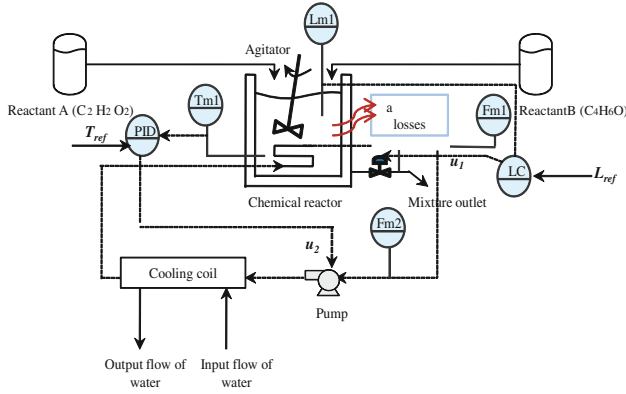 Lm1
Agitator
Reactant A (C2 H2 O2)
Tm1
a
losses
Fm1
ReactantB (C4H6O)
Tref
PID
u1
LC
Lref
Chemical reactor
Mixture outlet
Fm2
u2
Cooling coil
Pump
Output flow of
water
Input flow of
water